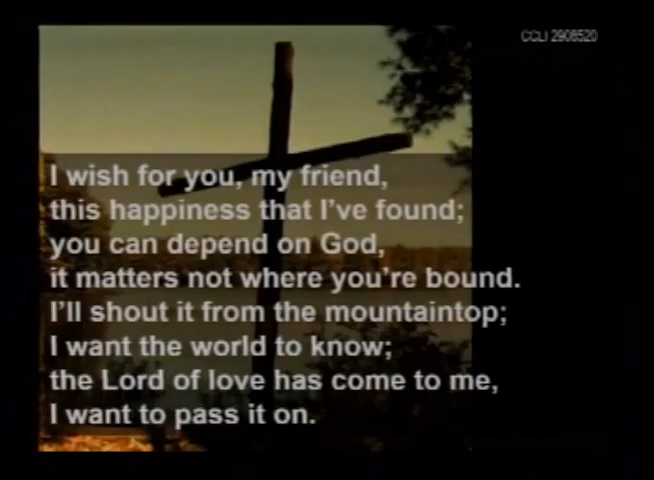 CCLI 2908520
I wish for you, my friend,
this happiness that I've found;
you can depend on God,
it matters not where you're bound.
I'll shout it from the mountaintop;
I want the world to know;
the Lord of love has come to me,
I want to pass it on.